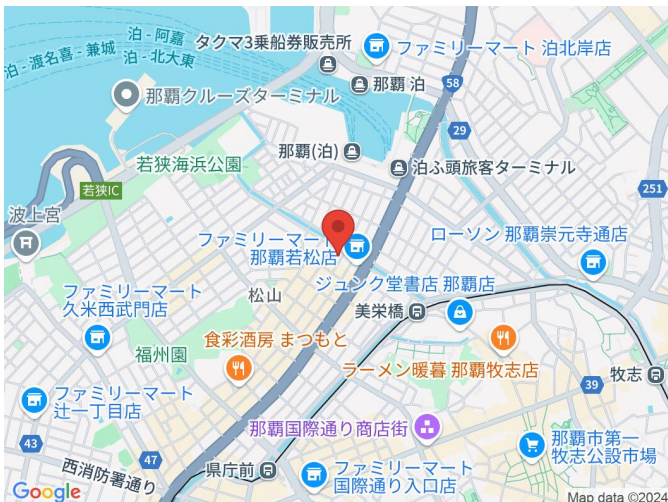 泊 - 阿嘉
タクマ3乗船券販売所
泊 - 渡名喜 - 兼城
泊 - 北大東
ファミリーマート 泊北岸店
58
那覇 泊
那覇クルーズターミナル
29
那覇(泊)
若狭海浜公園
泊ふ頭旅客ターミナル
251
若狭IC
波上宮
ファミリーマート
那覇若松店
ローソン 那覇崇元寺通店
ジュンク堂書店 那覇店
ファミリーマート
久米西武門店
松山
美栄橋
食彩酒房 まつもと
福州園
ラーメン暖暮 那覇牧志店
牧志
ファミリーマート
辻一丁目店
39
那覇国際通り商店街
43
那覇市第一
牧志公設市場
47
西消防署通り
県庁前
ファミリーマート
国際通り入口店
Google
Map data ©2024